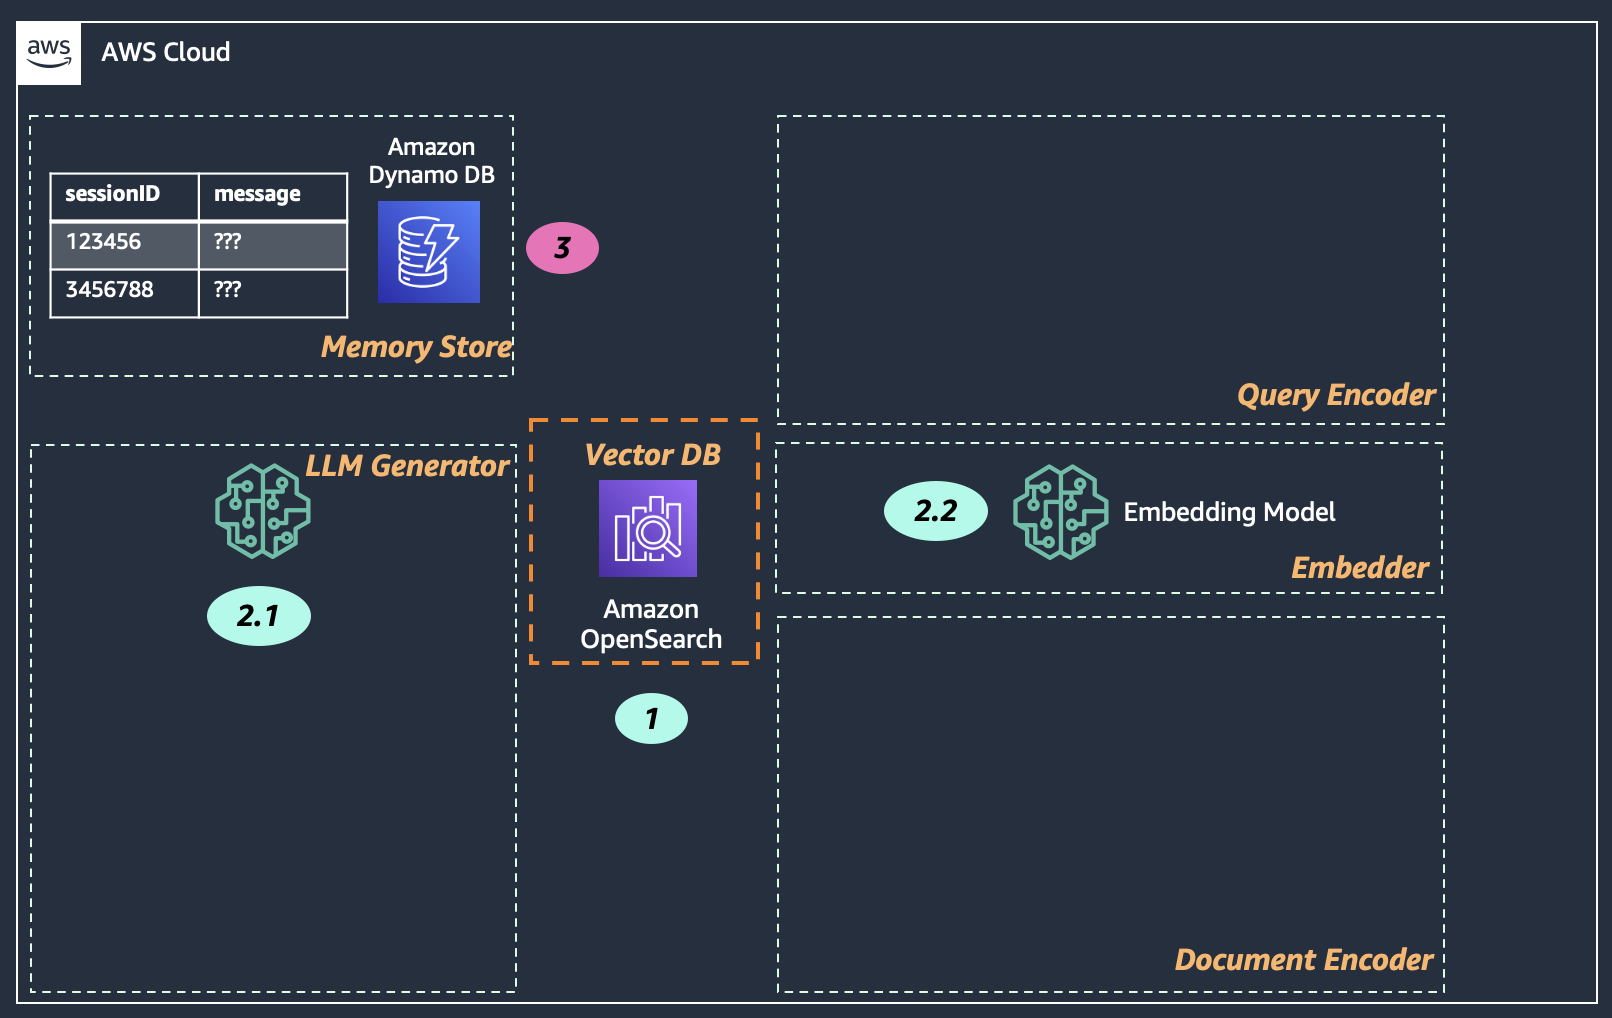 aws
AWS Cloud
Amazon
Dynamo DB
sessionID message
123456 ???
3456788 ???
3
Memory Store
Query Encoder
LLM Generator
2.1
Vector DB
Amazon
OpenSearch
1
2.2
Embedding Model
Embedder
Document Encoder